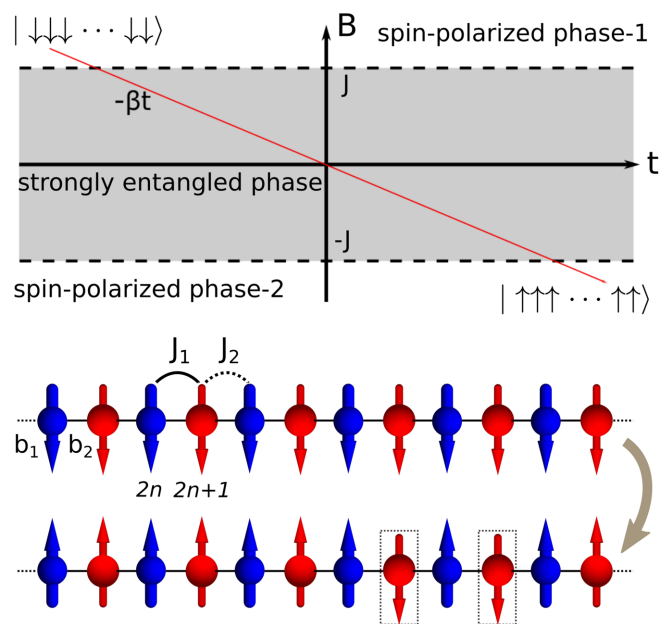 | ↓↓↓ ··· ↓↓⟩
B
spin-polarized phase-1
J
-βt
t
strongly entangled phase
-J
spin-polarized phase-2
| ↑↑↑ ··· ↑↑⟩
J₁ J₂
b₁ b₂
2n 2n+1